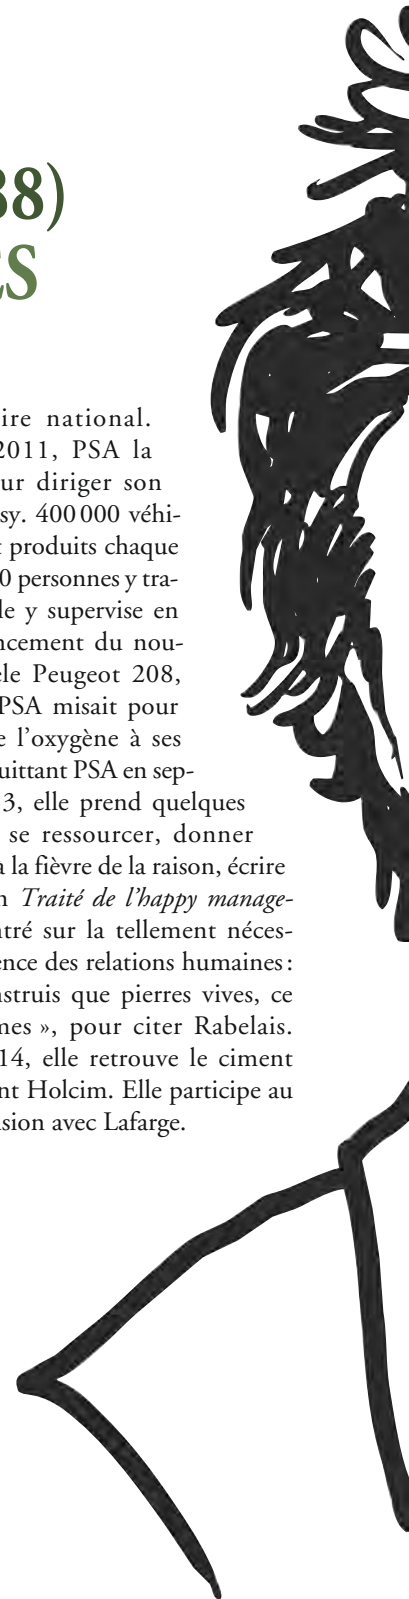 88)
ES
ire national.
2011, PSA la
ur diriger son
sy. 400 000 véhi-
t produits chaque
0 personnes y tra-
le y supervise en
ncement du nou-
èle Peugeot 208,
PSA misait pour
e l’oxygène à ses
uittant PSA en sep-
3, elle prend quelques
se ressourcer, donner
à la fièvre de la raison, écrire
n Traité de l’happy manage-
ntré sur la tellement néces-
ence des relations humaines :
nstruis que pierres vives, ce
mes », pour citer Rabelais.
14, elle retrouve le ciment
nt Holcim. Elle participe au
sion avec Lafarge.